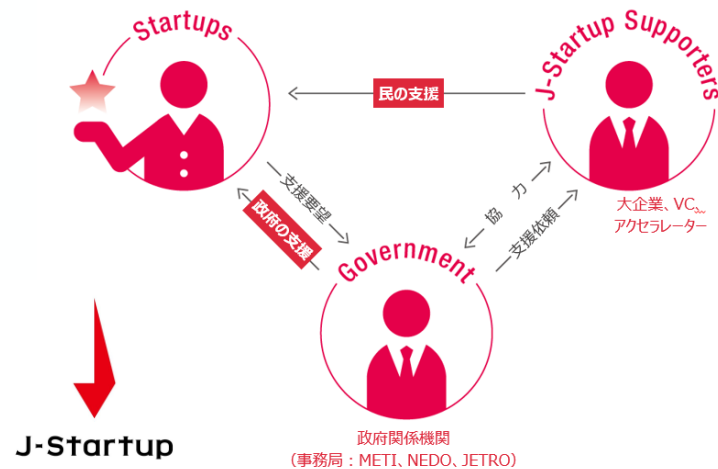 Startups
J-Startup Supporters
民の支援
支援要望
政府の支援
協 力
支援依頼
大企業、VC、
アクセラレーター
Government
政府関係機関
（事務局：METI、NEDO、JETRO）
J-Startup